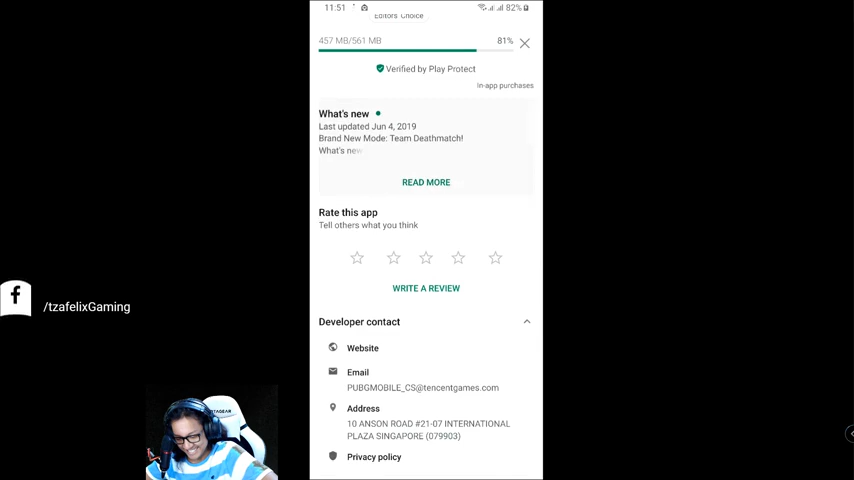 11:51
82%
Editors' Choice
457 MB/561 MB
81%
Verified by Play Protect
In-app purchases
What's new
Last updated Jun 4, 2019
Brand New Mode: Team Deathmatch!
What's new
READ MORE
Rate this app
Tell others what you think
WRITE A REVIEW
Developer contact
Website
Email
PUBGMOBILE_CS@tencentgames.com
Address
10 ANSON ROAD #21-07 INTERNATIONAL
PLAZA SINGAPORE (079903)
Privacy policy
f /tzafelixGaming